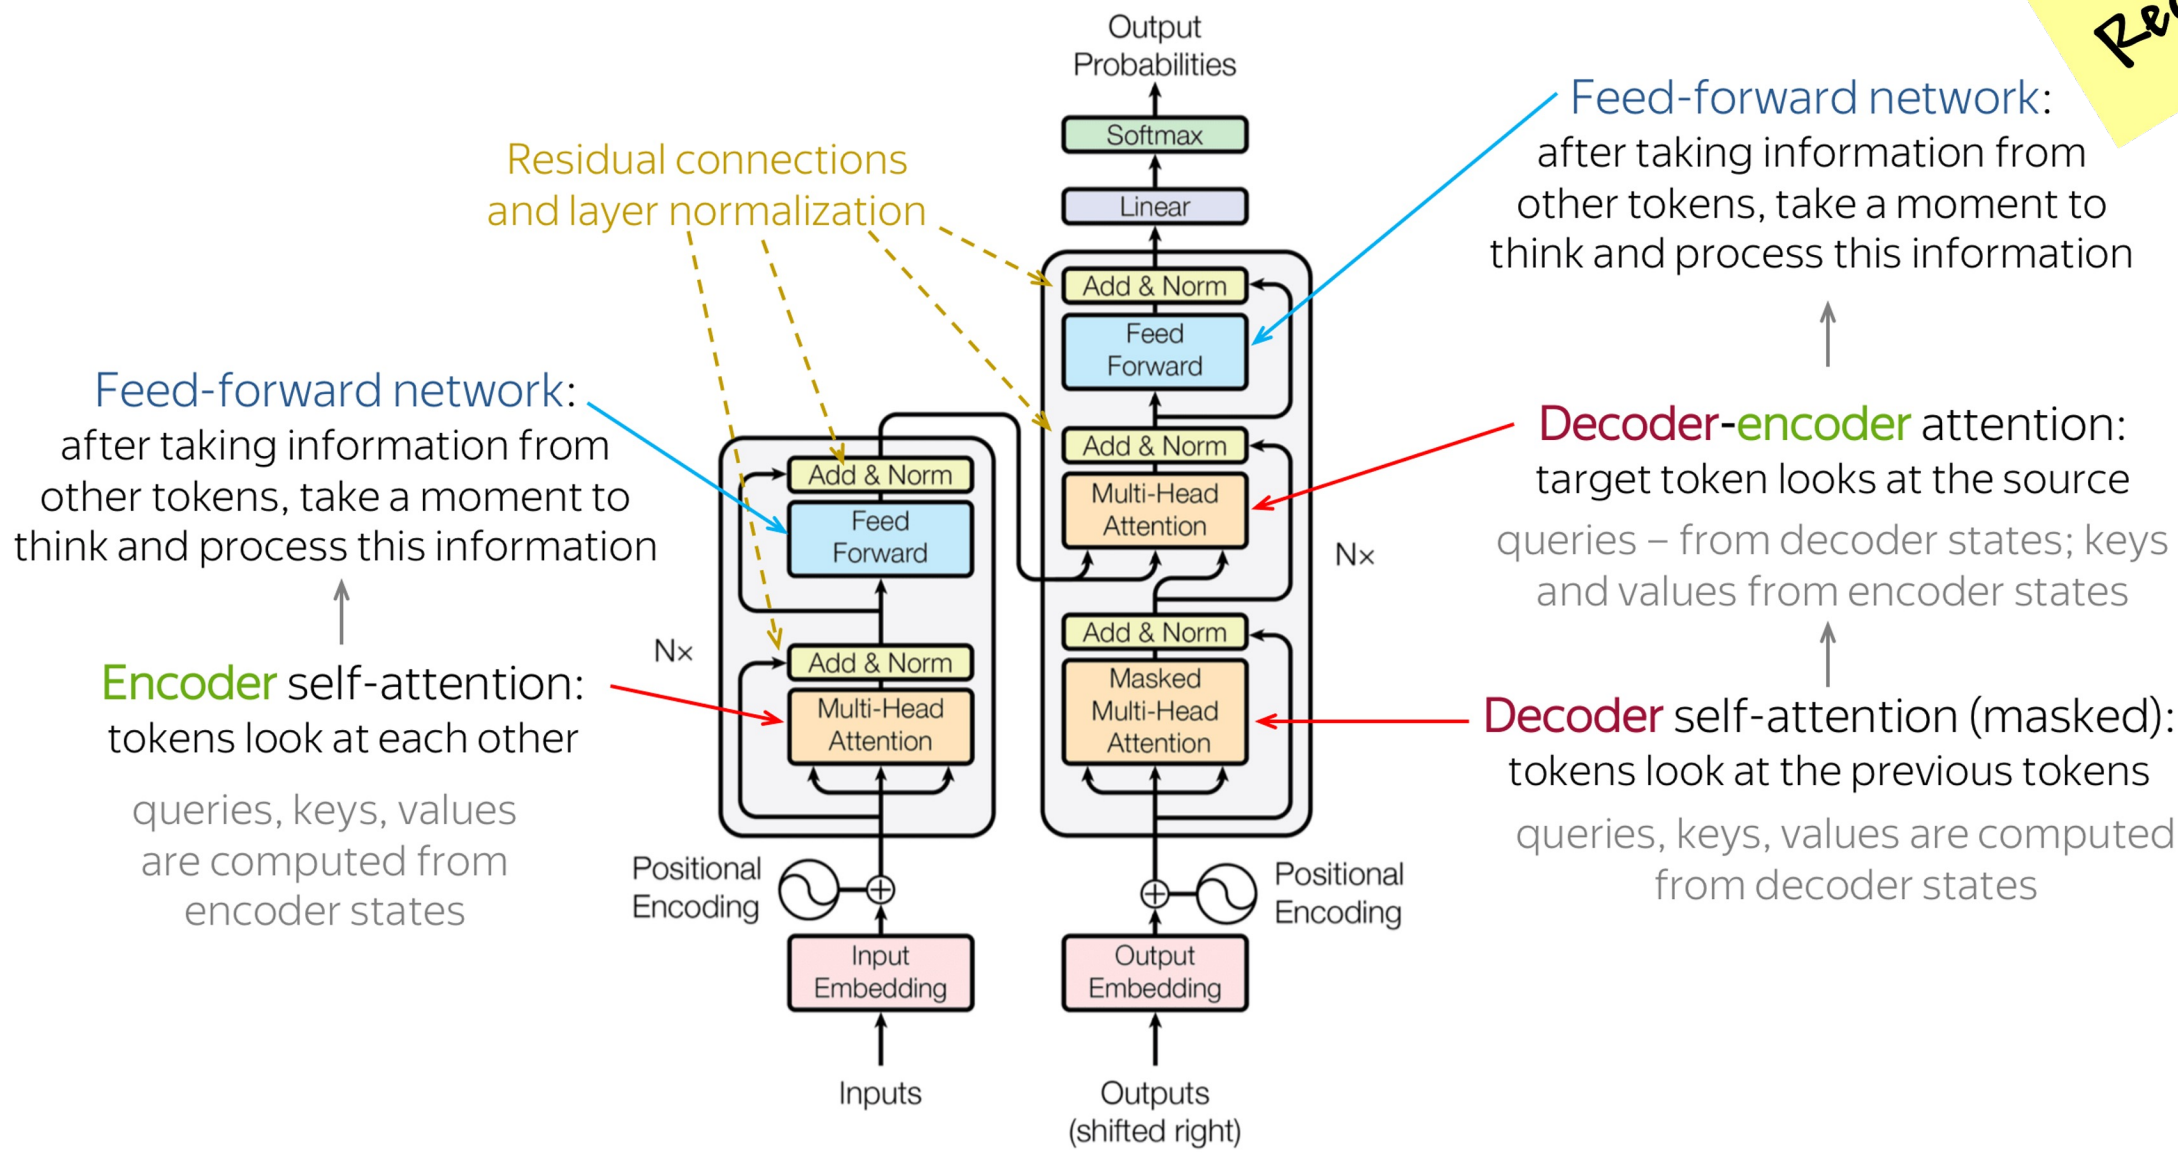 Output
Probabilities
Softmax
Linear
Add & Norm
Feed
Forward
Add & Norm
Multi-Head
Attention
Nx
Add & Norm
Masked
Multi-Head
Attention
Positional
Encoding
Output
Embedding
Outputs
(shifted right)
Residual connections
and layer normalization
Feed-forward network:
after taking information from
other tokens, take a moment to
think and process this information
Encoder self-attention:
tokens look at each other
queries, keys, values
are computed from
encoder states
Add & Norm
Feed
Forward
Nx
Add & Norm
Multi-Head
Attention
Positional
Encoding
Input
Embedding
Inputs
Feed-forward network:
after taking information from
other tokens, take a moment to
think and process this information
Decoder-encoder attention:
target token looks at the source
queries – from decoder states; keys
and values from encoder states
Decoder self-attention (masked):
tokens look at the previous tokens
queries, keys, values are computed
from decoder states